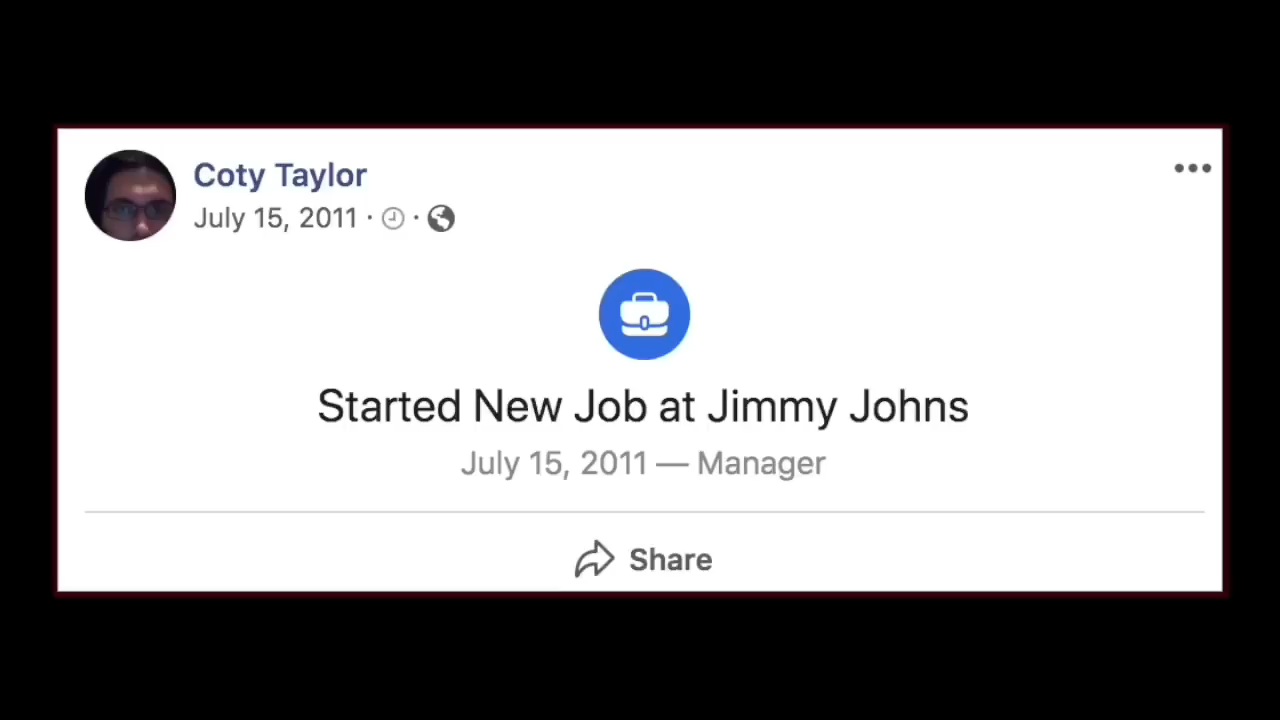 Coty Taylor
July 15, 2011 · ·
Started New Job at Jimmy Johns
July 15, 2011 — Manager
Share